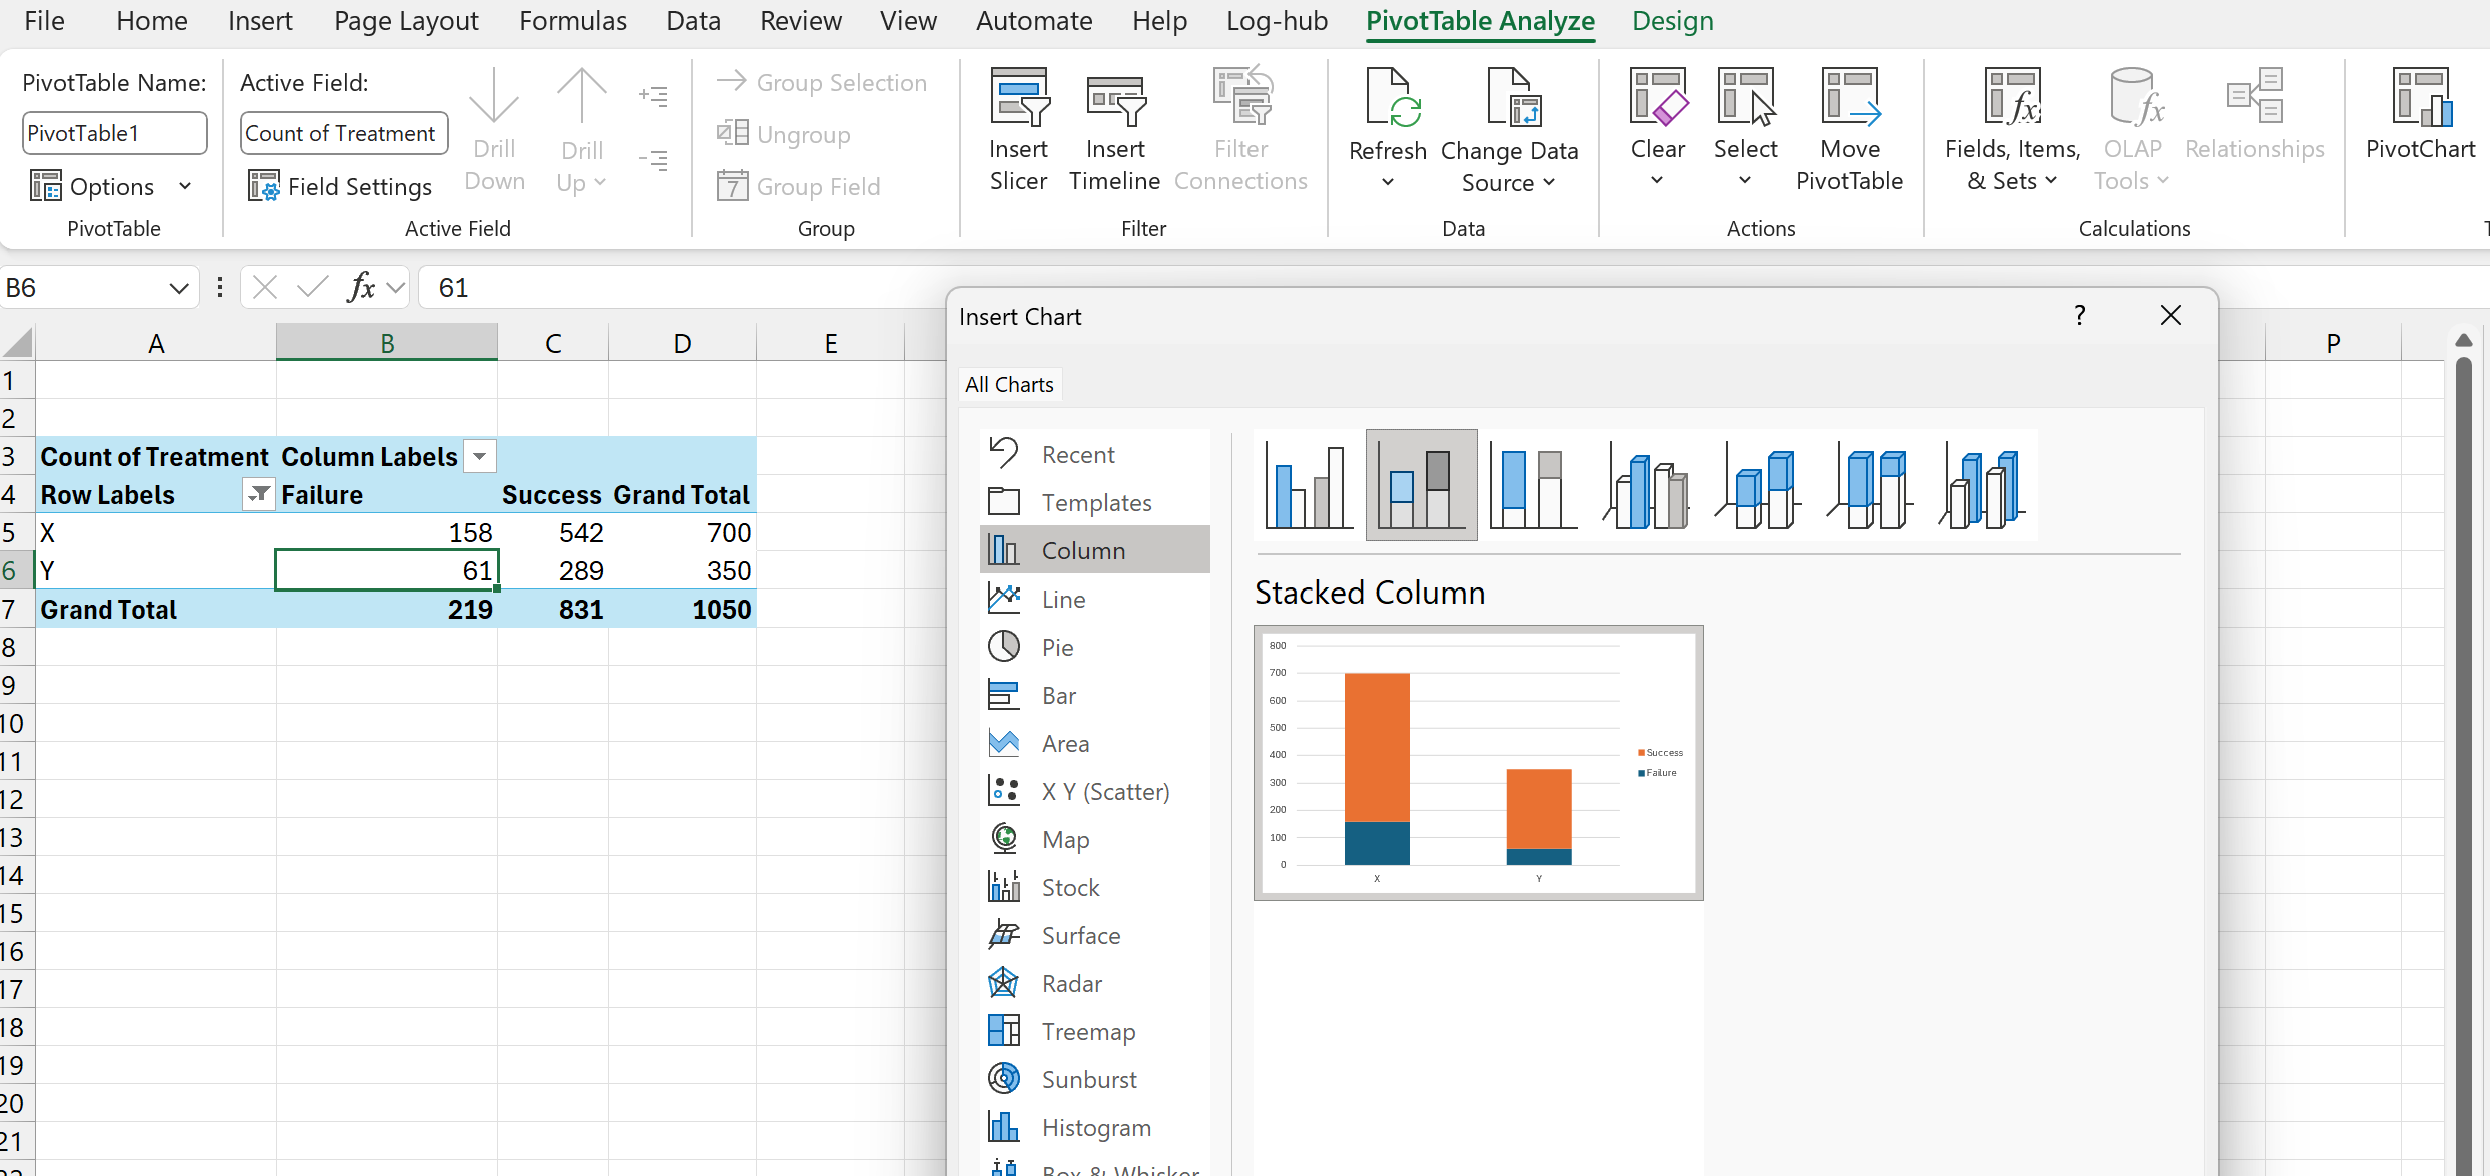 File Home Insert Page Layout Formulas Data Review View Automate Help Log-hub PivotTable Analyze Design
PivotTable Name:
PivotTable1
Options
PivotTable
Active Field:
Count of Treatment
Field Settings
Drill Down
Drill Up
Active Field
Group Selection
Ungroup
7 Group Field
Group
Insert Slicer
Insert Timeline
Filter Connections
Filter
Refresh
Change Data Source
Data
Clear
Select
Move PivotTable
Actions
Fields, Items, & Sets
OLAP Tools
Relationships
Calculations
PivotChart
B6 fx 61
A B C D E P
1
2
3 Count of Treatment Column Labels
4 Row Labels Failure Success Grand Total
5 X 158 542 700
6 Y 61 289 350
7 Grand Total 219 831 1050
8
9
10
11
12
13
14
15
16
17
18
19
20
21
Insert Chart ?
All Charts
Recent
Templates
Column
Line
Pie
Bar
Area
X Y (Scatter)
Map
Stock
Surface
Radar
Treemap
Sunburst
Histogram
Box & Whisker
Stacked Column
800
700
600
500
400
300
200
100
0
X Y
Success
Failure